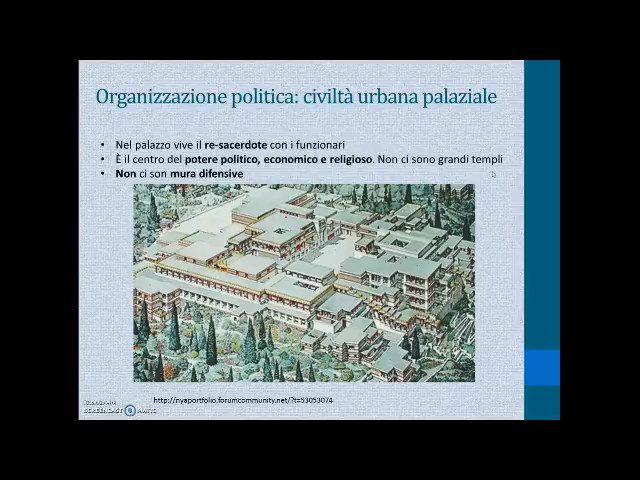 Organizzazione politica: civiltà urbana palaziale
• Nel palazzo vive il re-sacerdote con i funzionari
• È il centro del potere politico, economico e religioso. Non ci sono grandi templi
• Non ci son mura difensive
http://nyaportfolio.forumcommunity.net/?t=53053074
SCREENCAST MATIC